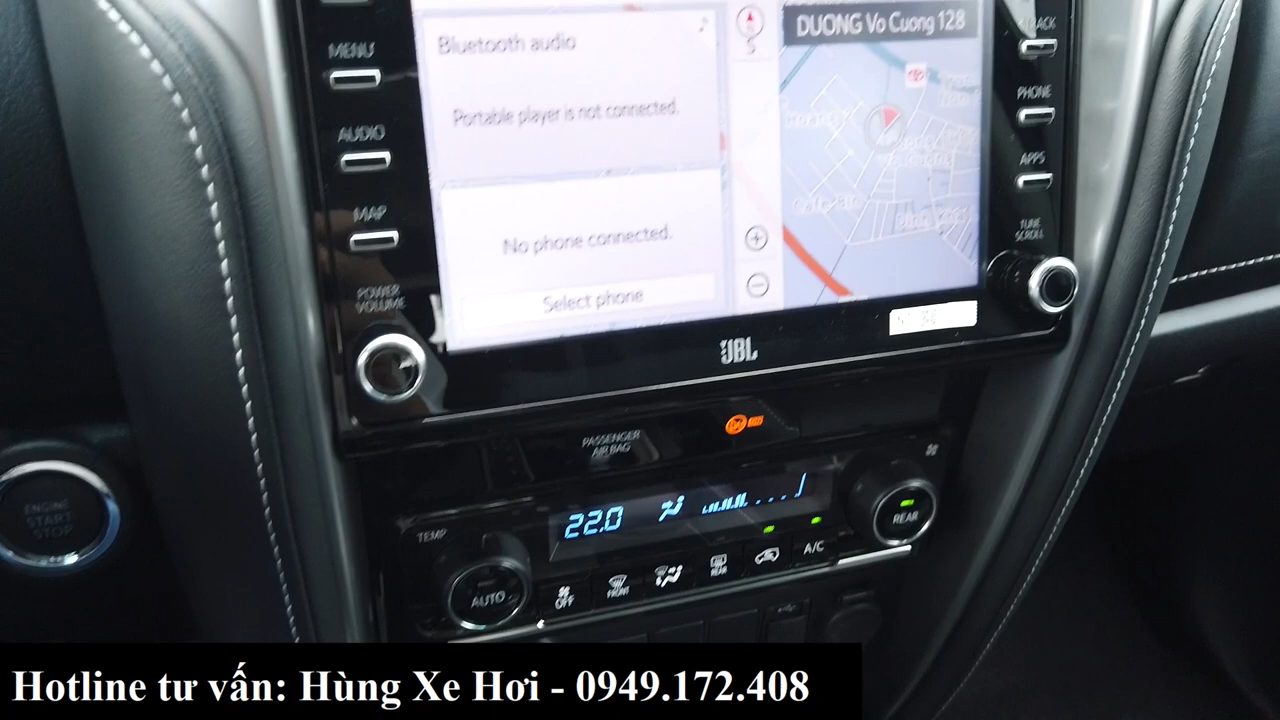 MENU
AUDIO
MAP
POWER
VOLUME
Bluetooth audio
Portable player is not connected.
No phone connected.
Select phone
S
DUONG Vo Cuong 128
PHONE
APPS
TUNE
SCROLL
JBL
PASSENGER
AIR BAG
ENGINE
START
STOP
TEMP
22.0
AUTO
OFF
FRONT
REAR
A/C
REAR
Hotline tư vấn: Hùng Xe Hơi - 0949.172.408